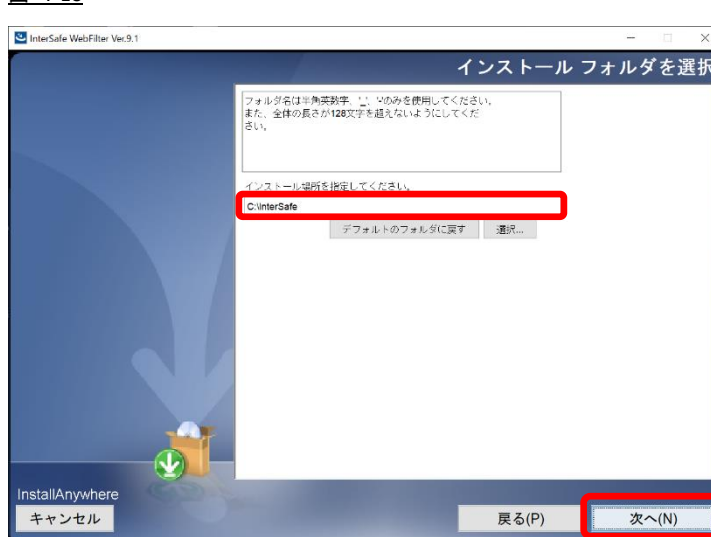 InterSafe WebFilter Ver.9.1
インストール フォルダを選択
フォルダ名は半角英数字、'_'、'-'のみを使用してください。
また、全体の長さが128文字を超えないようにしてくだ
さい。
インストール場所を指定してください。
C:\InterSafe
デフォルトのフォルダに戻す 選択...
InstallAnywhere
キャンセル 戻る(P) 次へ(N)